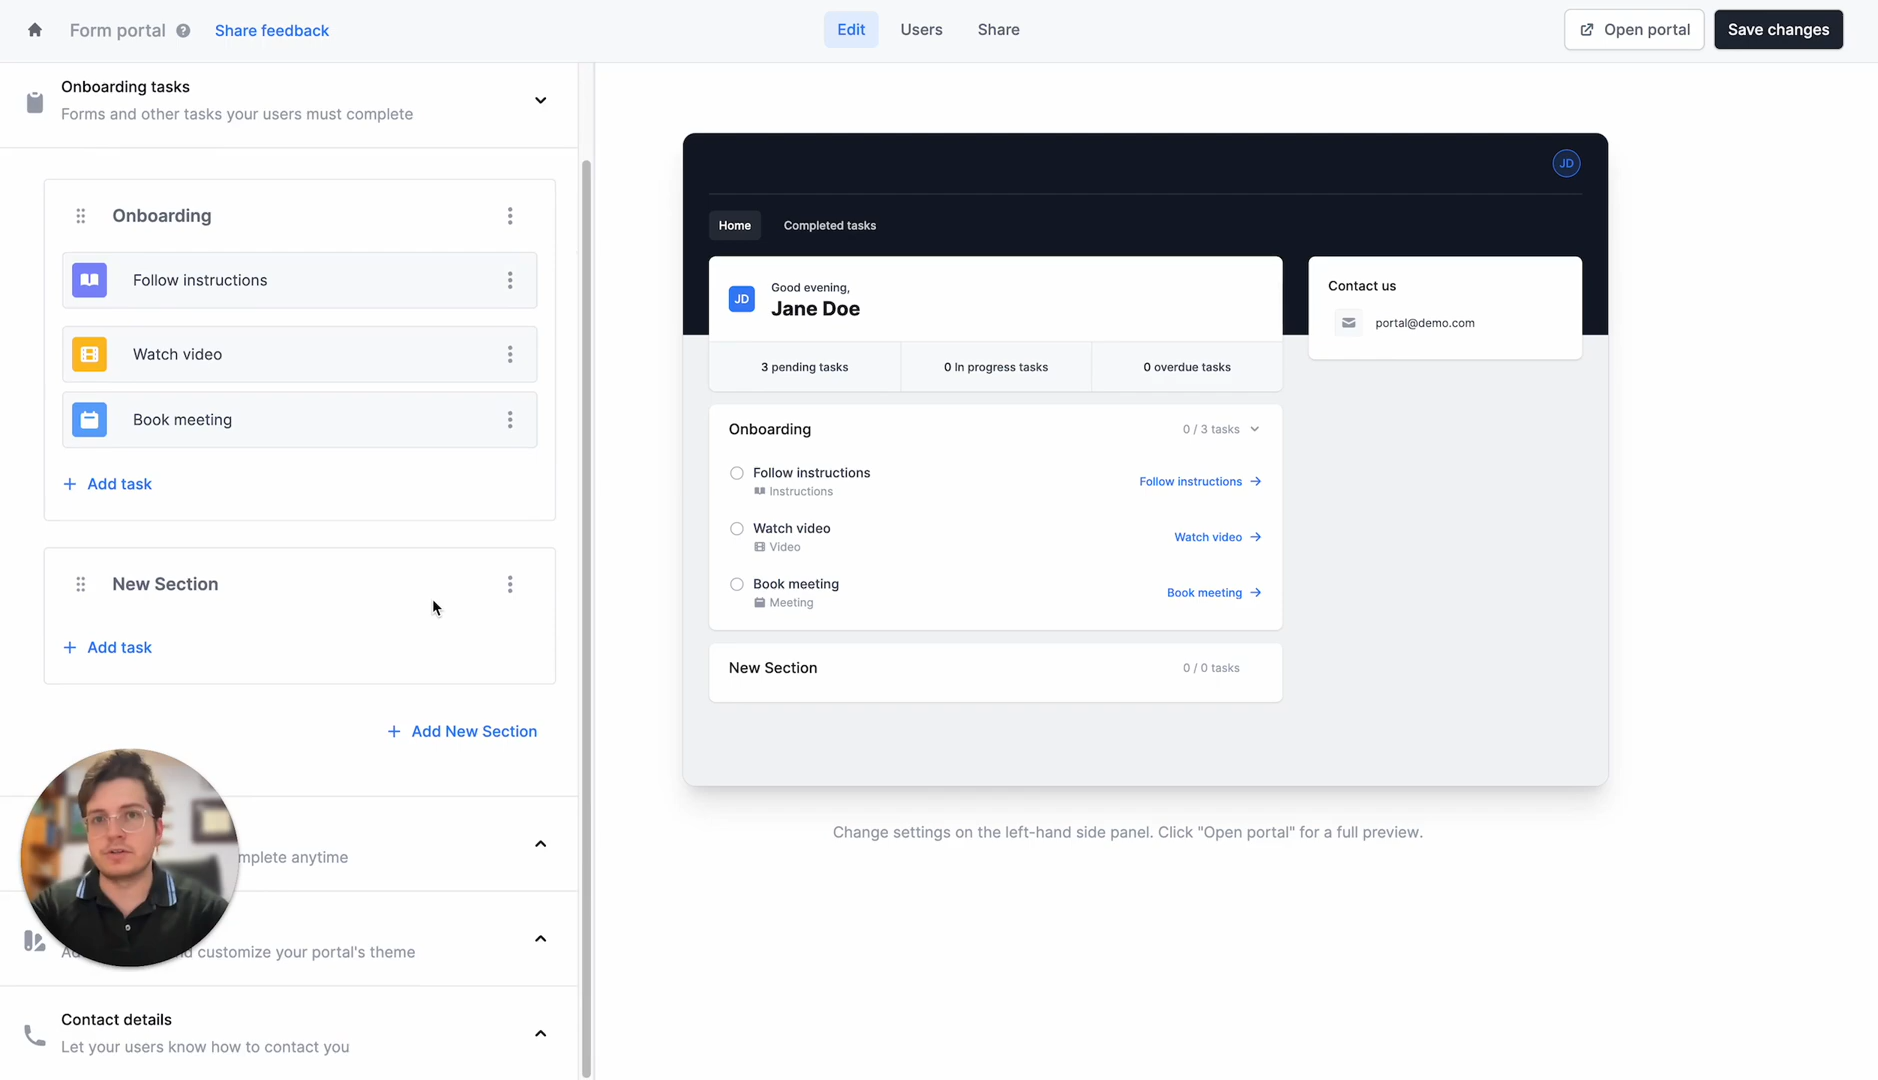 Form portal
Share feedback
Edit
Users
Share
Open portal
Save changes
Onboarding tasks
Forms and other tasks your users must complete
Onboarding
Follow instructions
Watch video
Book meeting
+ Add task
New Section
+ Add task
+ Add New Section
mplete anytime
customize your portal's theme
Contact details
Let your users know how to contact you
JD
Home
Completed tasks
JD
Good evening,
Jane Doe
3 pending tasks
0 In progress tasks
0 overdue tasks
Contact us
portal@demo.com
Onboarding
0 / 3 tasks
Follow instructions
Instructions
Follow instructions →
Watch video
Video
Watch video →
Book meeting
Meeting
Book meeting →
New Section
0 / 0 tasks
Change settings on the left-hand side panel. Click "Open portal" for a full preview.